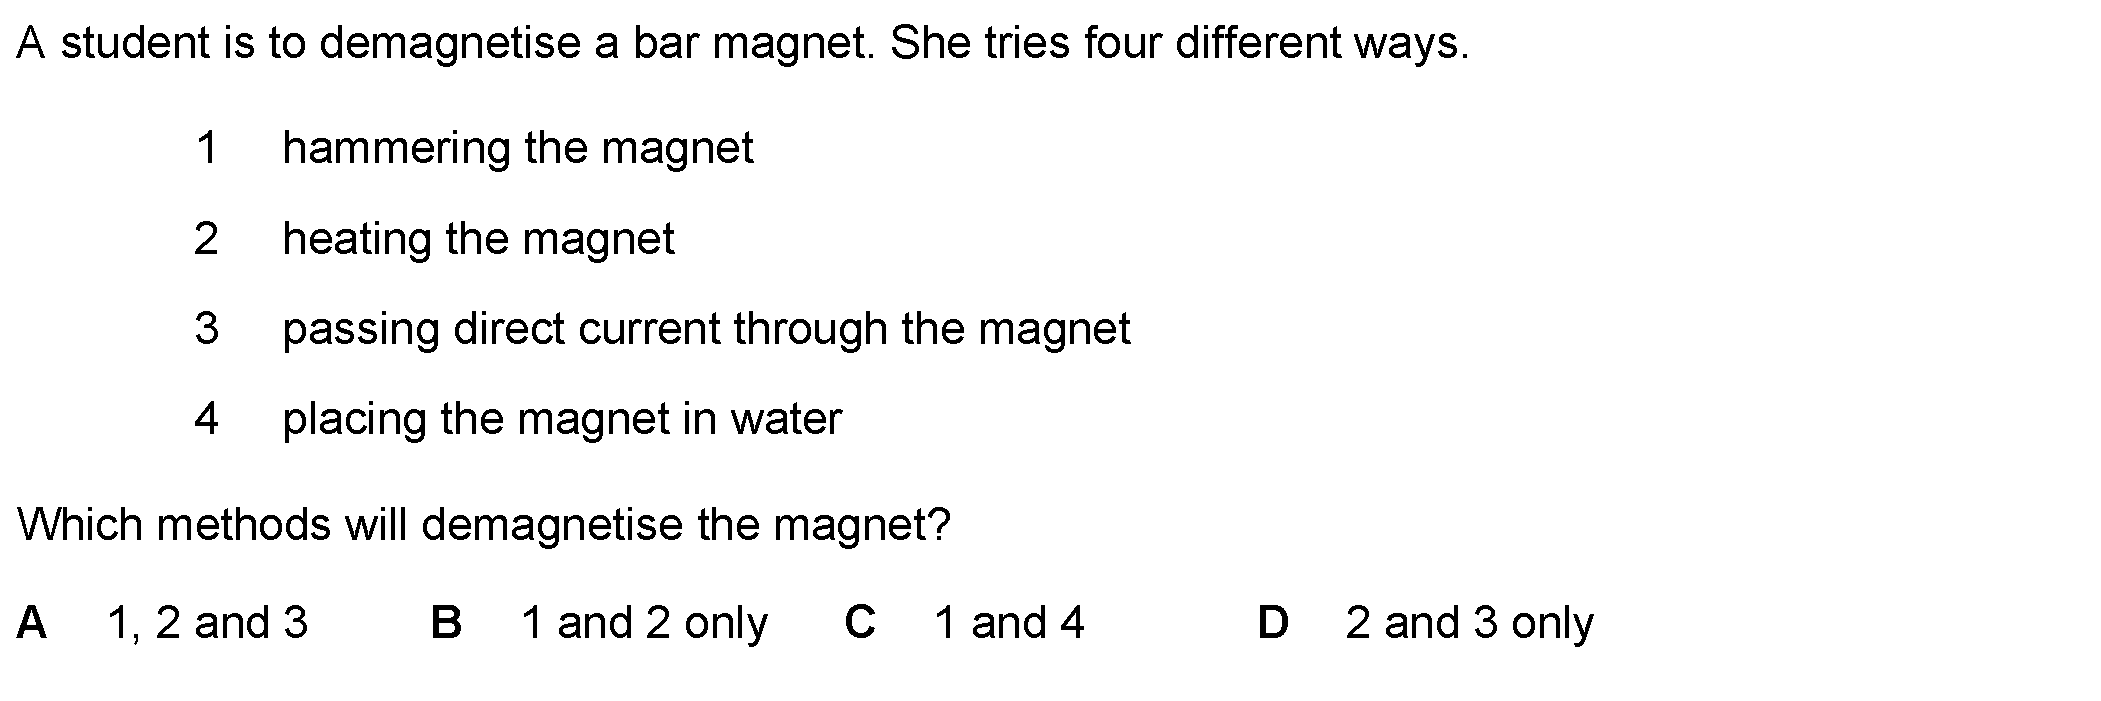 A student is to demagnetise a bar magnet. She tries four different ways.
1 hammering the magnet
2 heating the magnet
3 passing direct current through the magnet
4 placing the magnet in water
Which methods will demagnetise the magnet?
A 1, 2 and 3 B 1 and 2 only C 1 and 4 D 2 and 3 only